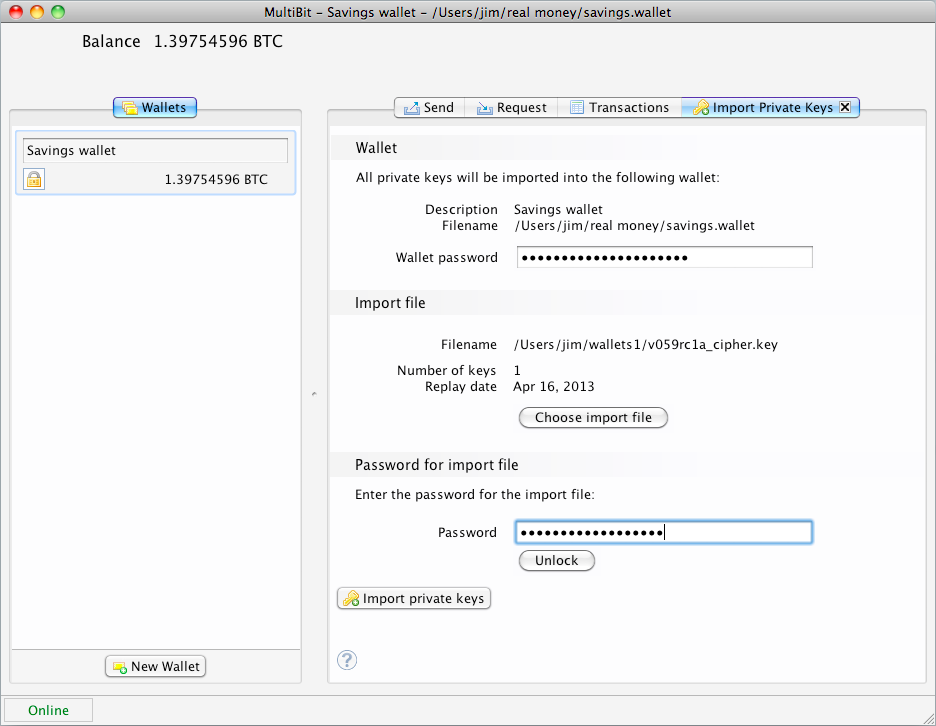 MultiBit - Savings wallet - /Users/jim/real money/savings.wallet
Balance 1.39754596 BTC
Wallets
Savings wallet
1.39754596 BTC
New Wallet
Send Request Transactions Import Private Keys
Wallet
All private keys will be imported into the following wallet:
Description Savings wallet
Filename /Users/jim/real money/savings.wallet
Wallet password •••••••••••••••••••••
Import file
Filename /Users/jim/wallets1/v059rc1a_cipher.key
Number of keys 1
Replay date Apr 16, 2013
Choose import file
Password for import file
Enter the password for the import file:
Password ••••••••••••••••••
Unlock
Import private keys
?
Online